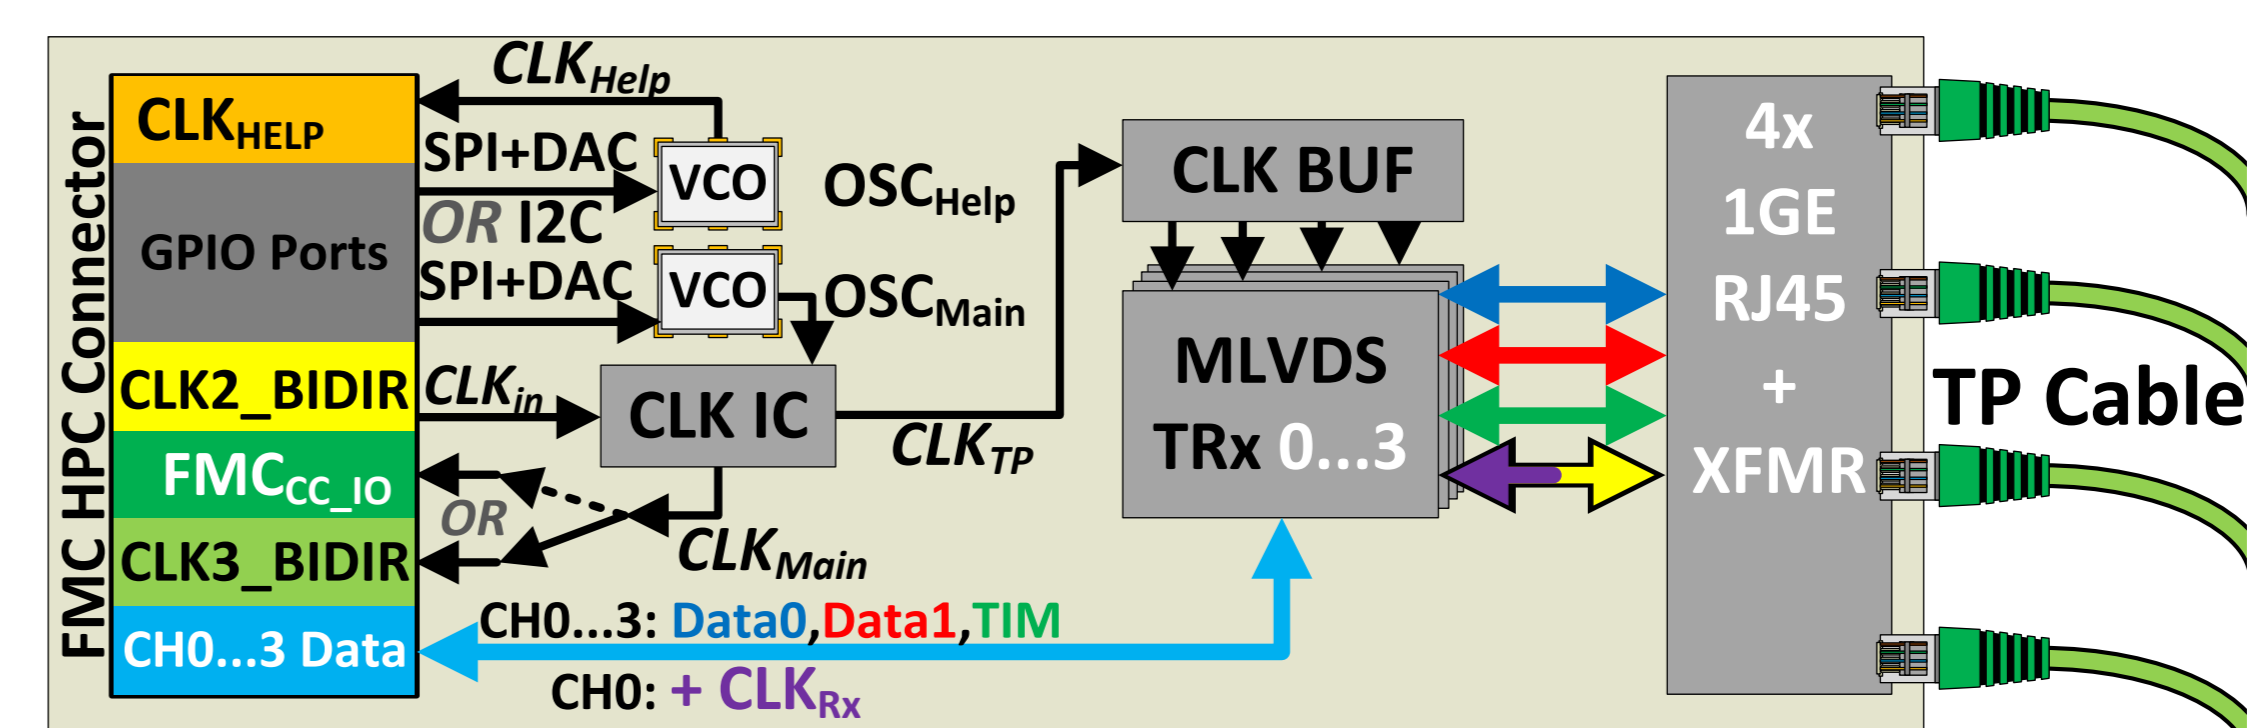 FMC HPC Connector
CLKHELP
GPIO Ports
CLK2_BIDIR
FMCCC_IO
CLK3_BIDIR
CH0...3 Data
CLKHelp
SPI+DAC
OR I2C
SPI+DAC
VCO
OSCHelp
VCO
OSCMain
CLKin
CLK IC
CLKTP
OR
CLKMain
CH0...3: Data0,Data1,TIM
CH0: + CLKRx
CLK BUF
MLVDS
TRx 0...3
4x
1GE
RJ45
+
XFMR
TP Cable